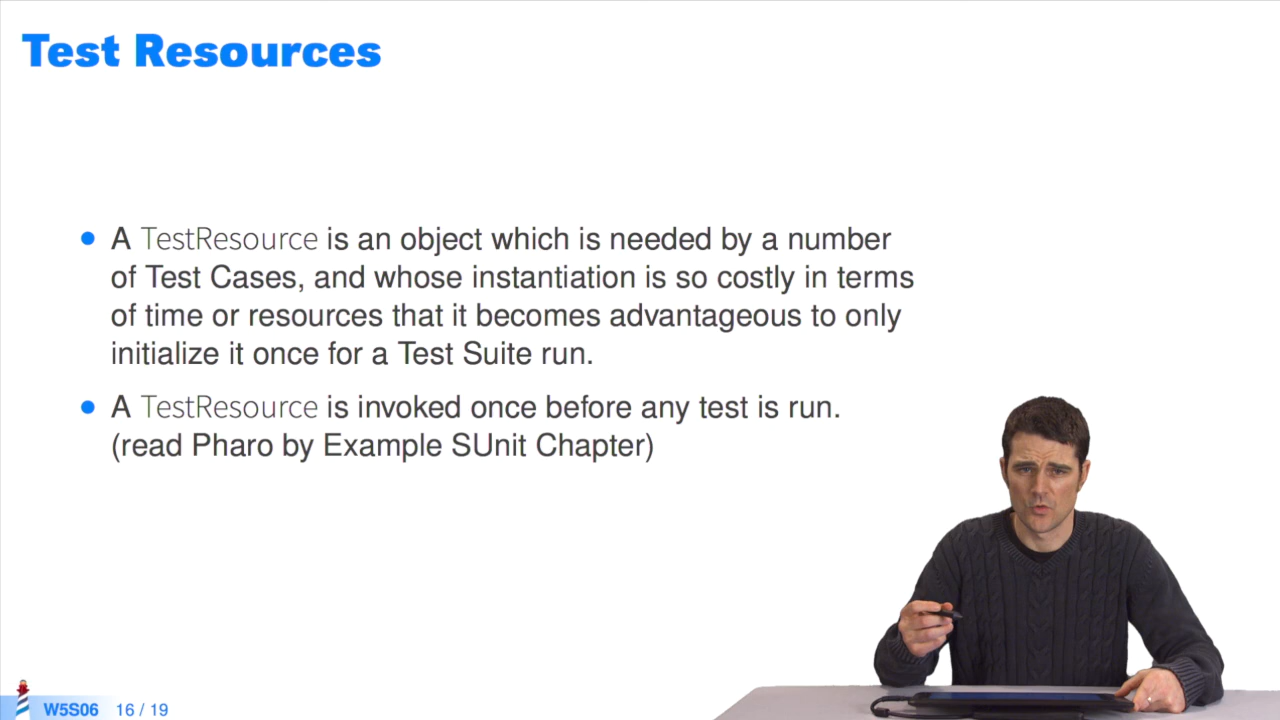 Test Resources
A TestResource is an object which is needed by a number
of Test Cases, and whose instantiation is so costly in terms
of time or resources that it becomes advantageous to only
initialize it once for a Test Suite run.
A TestResource is invoked once before any test is run.
(read Pharo by Example SUnit Chapter)
W5S06 16 / 19